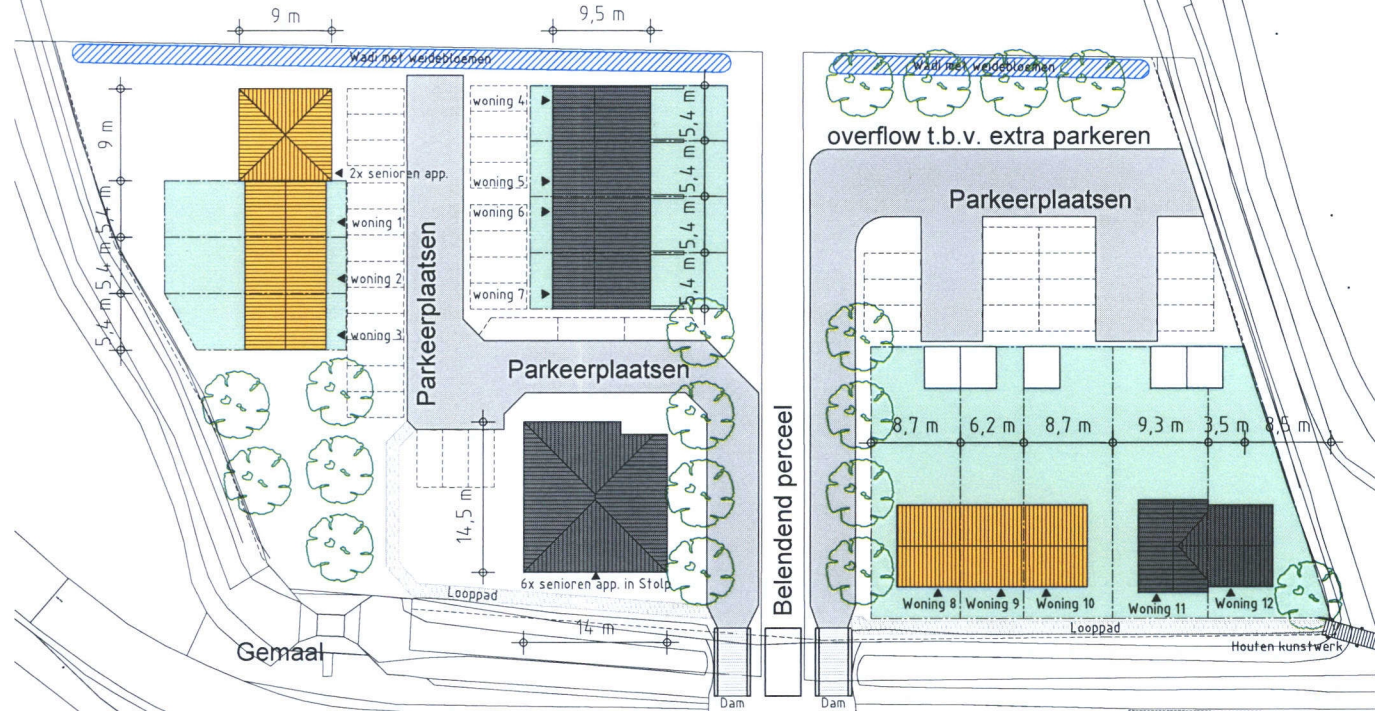 9 m
9,5 m
Wadi met weidebloemen
Wadi met weidebloemen
overflow t.b.v. extra parkeren
Parkeerplaatsen
9 m
5,4 m
5,4 m
5,4 m
2x senioren app.
woning 1
woning 2
woning 3
Parkeerplaatsen
woning 4
woning 5
woning 6
woning 7
5,4 m
5,4 m
5,4 m
5,4 m
Parkeerplaatsen
14,5 m
6x senioren app. in Stolp
14 m
Looppad
Gemaal
Belendend perceel
Dam
Dam
8,7 m
6,2 m
8,7 m
9,3 m
3,5 m
8,5 m
Woning 8
Woning 9
Woning 10
Woning 11
Woning 12
Looppad
Houten kunstwerk